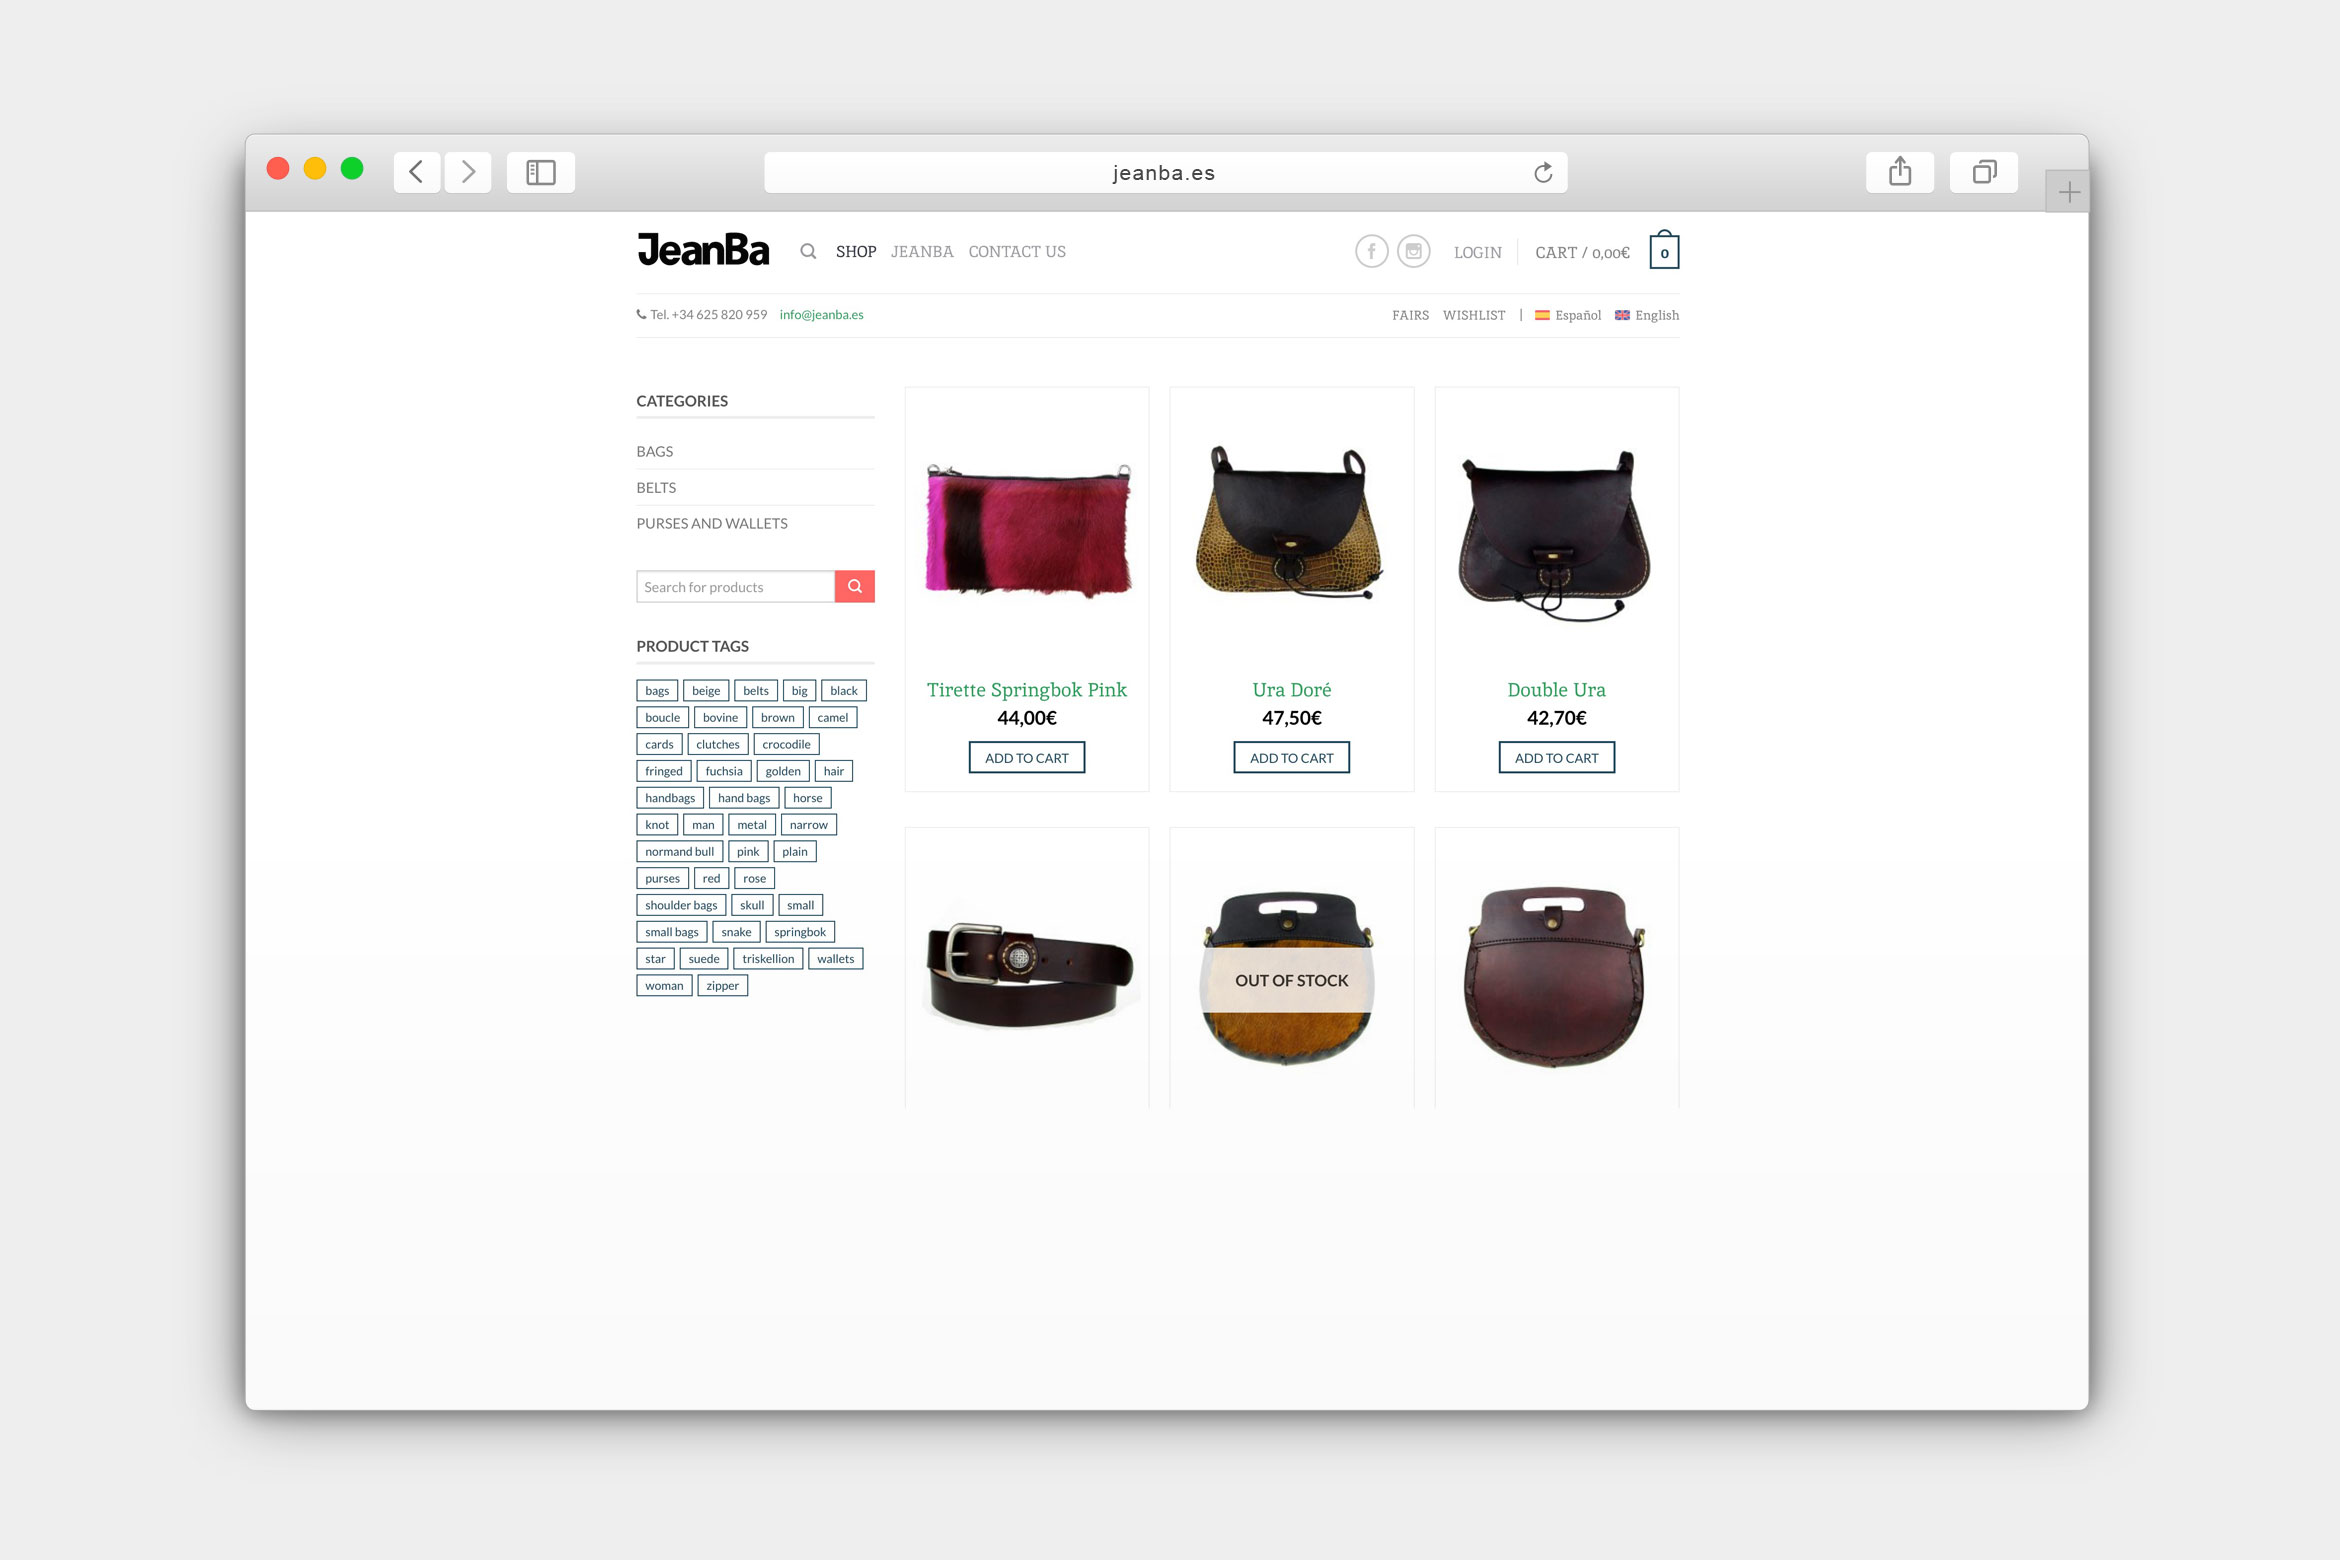 jeanba.es
JeanBa SHOP JEANBA CONTACT US LOGIN CART / 0,00€ 0
Tel. +34 625 820 959 info@jeanba.es FAIRS WISHLIST | Español English
CATEGORIES
BAGS
BELTS
PURSES AND WALLETS
Search for products
PRODUCT TAGS
bags beige belts big black
boucle bovine brown camel
cards clutches crocodile
fringed fuchsia golden hair
handbags hand bags horse
knot man metal narrow
normand bull pink plain
purses red rose
shoulder bags skull small
small bags snake springbok
star suede triskellion wallets
woman zipper
Tirette Springbok Pink
44,00€
ADD TO CART
Ura Doré
47,50€
ADD TO CART
Double Ura
42,70€
ADD TO CART
OUT OF STOCK